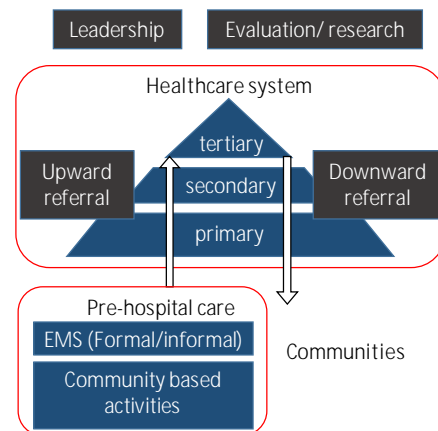 Leadership
Evaluation/ research
Healthcare system
tertiary
Upward
referral
secondary
Downward
referral
primary
Pre-hospital care
EMS (Formal/informal)
Community based
activities
Communities